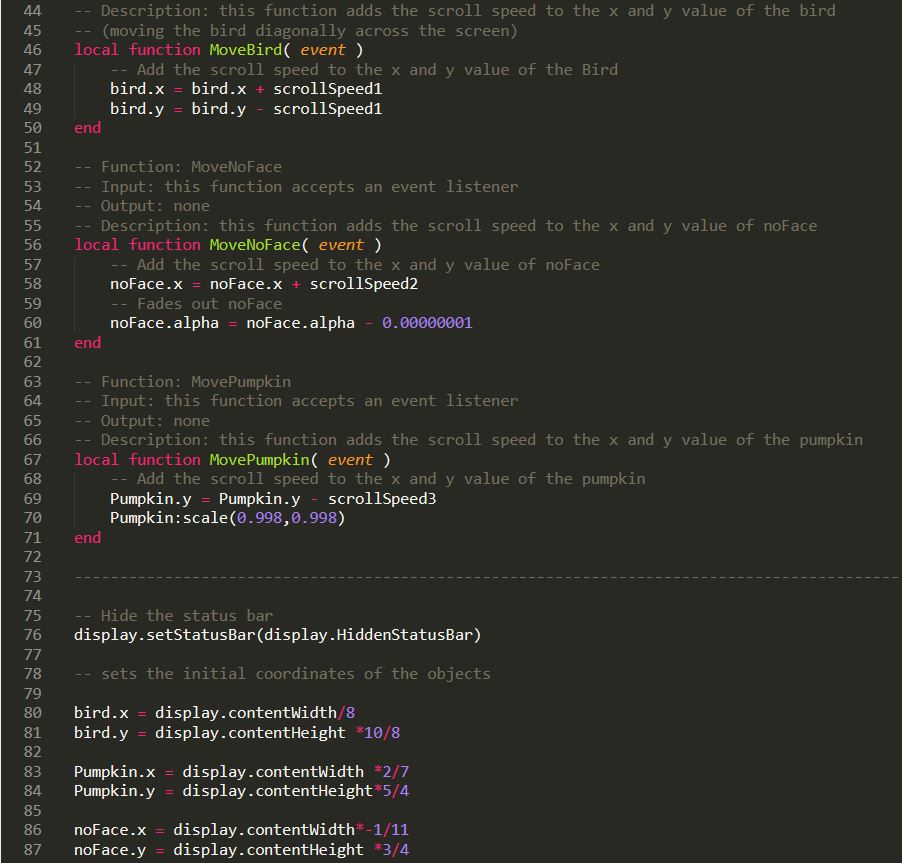 44 -- Description: this function adds the scroll speed to the x and y value of the bird
45 -- (moving the bird diagonally across the screen)
46 local function MoveBird( event )
47 -- Add the scroll speed to the x and y value of the Bird
48 bird.x = bird.x + scrollSpeed1
49 bird.y = bird.y - scrollSpeed1
50 end
51
52 -- Function: MoveNoFace
53 -- Input: this function accepts an event listener
54 -- Output: none
55 -- Description: this function adds the scroll speed to the x and y value of noFace
56 local function MoveNoFace( event )
57 -- Add the scroll speed to the x and y value of noFace
58 noFace.x = noFace.x + scrollSpeed2
59 -- Fades out noFace
60 noFace.alpha = noFace.alpha - 0.00000001
61 end
62
63 -- Function: MovePumpkin
64 -- Input: this function accepts an event listener
65 -- Output: none
66 -- Description: this function adds the scroll speed to the x and y value of the pumpkin
67 local function MovePumpkin( event )
68 -- Add the scroll speed to the x and y value of the pumpkin
69 Pumpkin.y = Pumpkin.y - scrollSpeed3
70 Pumpkin:scale(0.998,0.998)
71 end
72
73 -------------------------------------------------------------------------------------------
74
75 -- Hide the status bar
76 display.setStatusBar(display.HiddenStatusBar)
77
78 -- sets the initial coordinates of the objects
79
80 bird.x = display.contentWidth/8
81 bird.y = display.contentHeight *10/8
82
83 Pumpkin.x = display.contentWidth *2/7
84 Pumpkin.y = display.contentHeight*5/4
85
86 noFace.x = display.contentWidth*-1/11
87 noFace.y = display.contentHeight *3/4